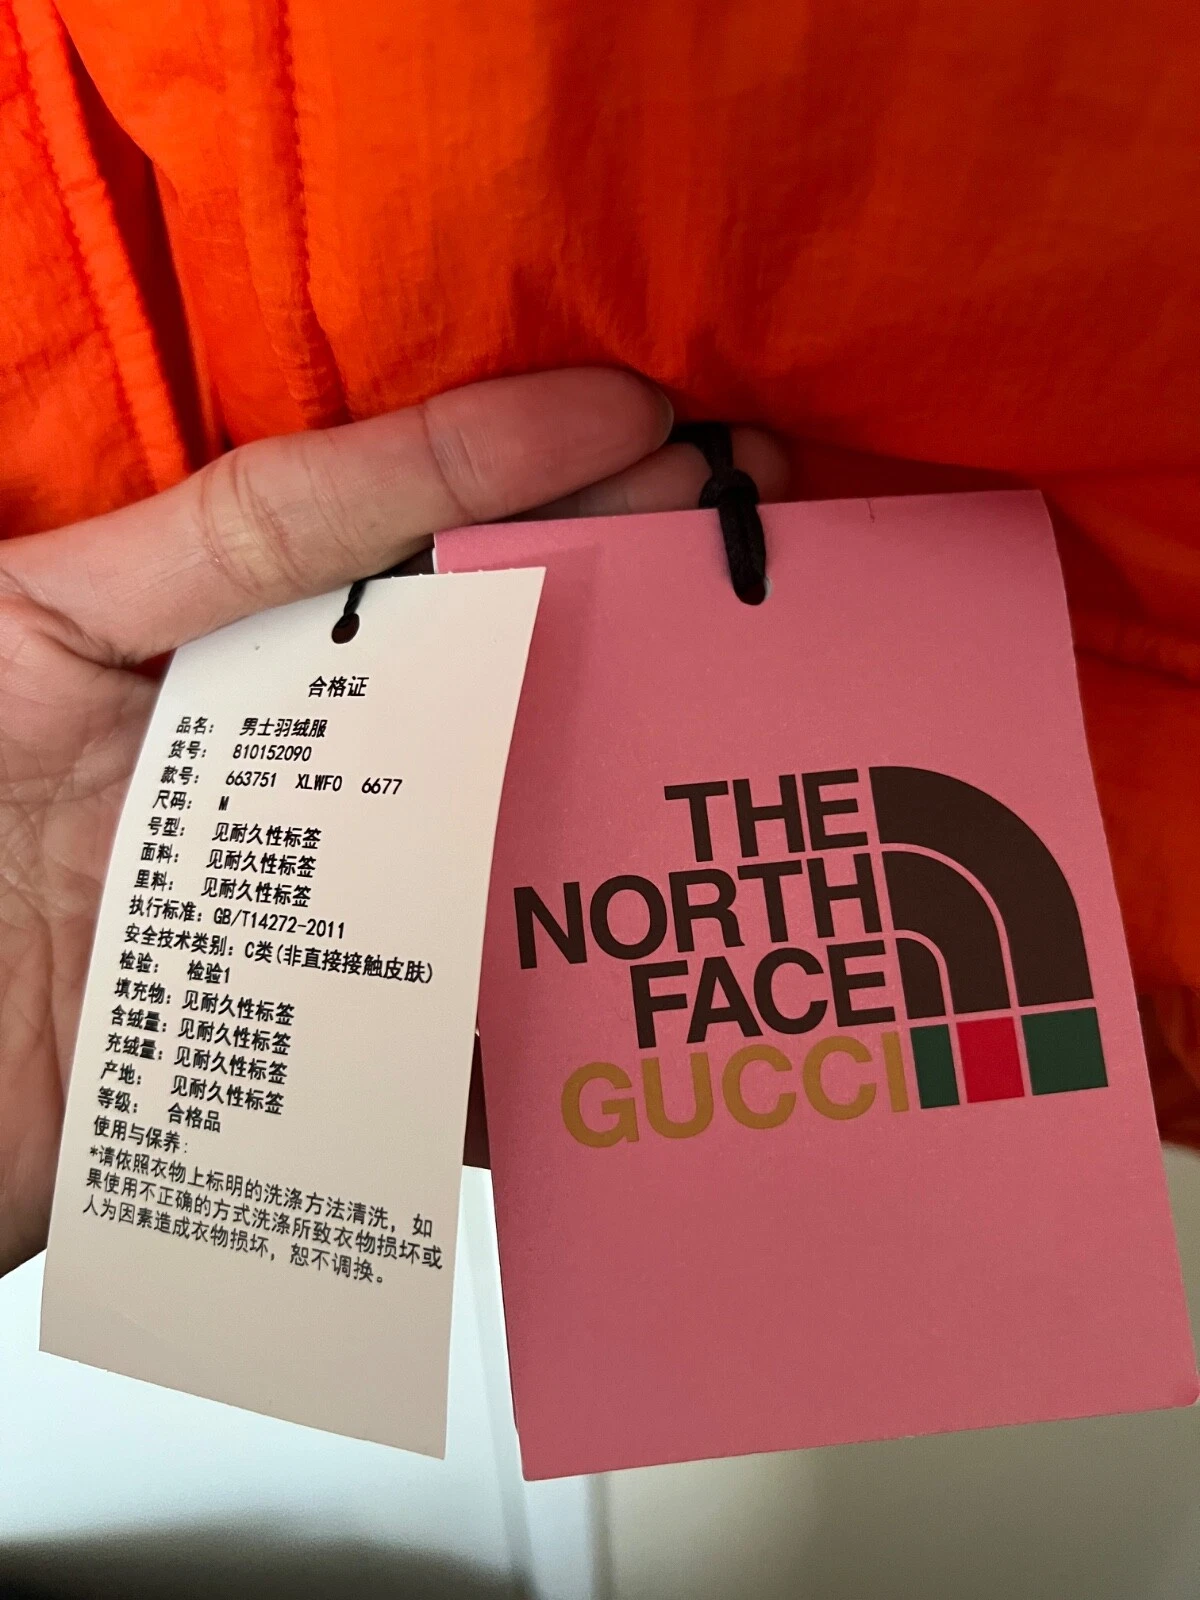 合格证
品名： 男士羽绒服
货号： 810152090
款号： 663751 XLWFO 6677
尺码： M
号型： 见耐久性标签
面料： 见耐久性标签
里料： 见耐久性标签
执行标准：GB/T14272-2011
安全技术类别：C类(非直接接触皮肤)
检验： 检验1
填充物：见耐久性标签
含绒量：见耐久性标签
充绒量：见耐久性标签
产地： 见耐久性标签
等级： 合格品
使用与保养：
*请依照衣物上标明的洗涤方法清洗，如
果使用不正确的方式洗涤所致衣物损坏或
人为因素造成衣物损坏，恕不调换。
THE
NORTH
FACE
GUCCI